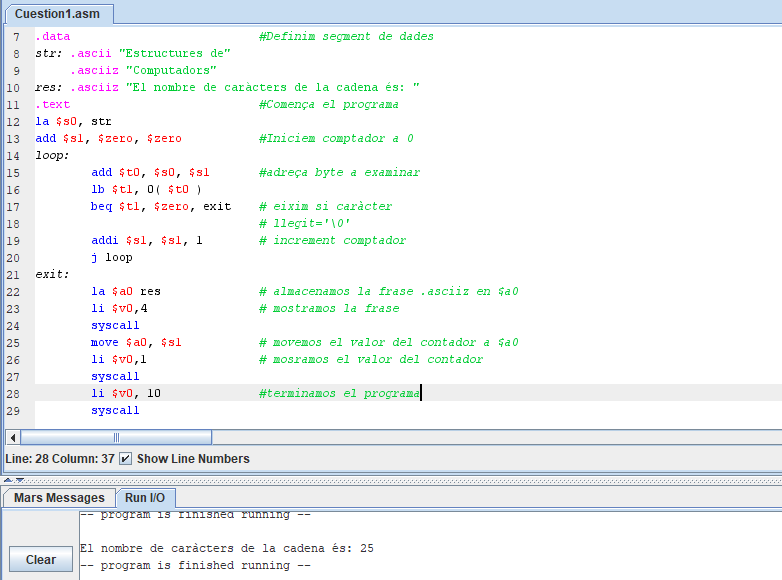 Cuestion1.asm
7 .data #Definim segment de dades
8 str: .ascii "Estructures de"
9 .asciiz "Computadors"
10 res: .asciiz "El nombre de caràcters de la cadena és: "
11 .text #Comença el programa
12 la $s0, str
13 add $s1, $zero, $zero #Iniciem comptador a 0
14 loop:
15 add $t0, $s0, $s1 #adreça byte a examinar
16 lb $t1, 0( $t0 )
17 beq $t1, $zero, exit # eixim si caràcter
18 # llegit='\0'
19 addi $s1, $s1, 1 # increment comptador
20 j loop
21 exit:
22 la $a0 res # almacenamos la frase .asciiz en $a0
23 li $v0,4 # mostramos la frase
24 syscall
25 move $a0, $s1 # movemos el valor del contador a $a0
26 li $v0,1 # mosramos el valor del contador
27 syscall
28 li $v0, 10 #terminamos el programa
29 syscall
Line: 28 Column: 37 Show Line Numbers
Mars Messages Run I/O
-- program is finished running --
El nombre de caràcters de la cadena és: 25
Clear
-- program is finished running --